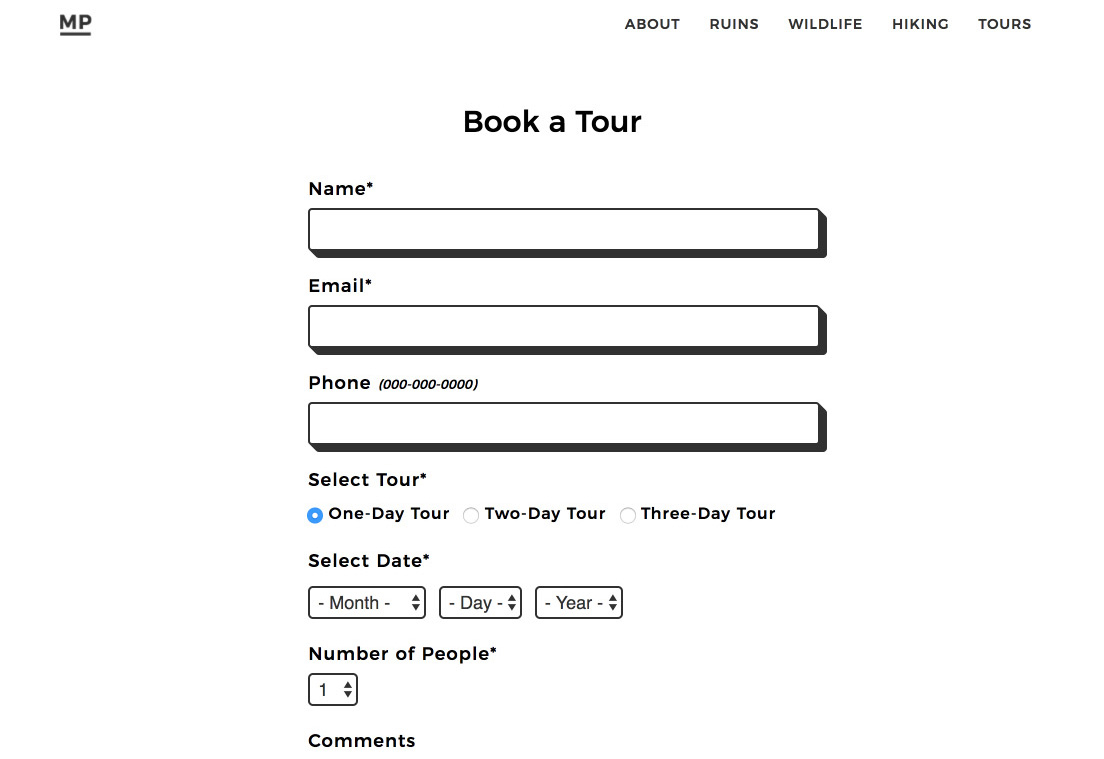 MP
ABOUT RUINS WILDLIFE HIKING TOURS
Book a Tour
Name*
Email*
Phone (000-000-0000)
Select Tour*
One-Day Tour Two-Day Tour Three-Day Tour
Select Date*
- Month - - Day - - Year -
Number of People*
1
Comments